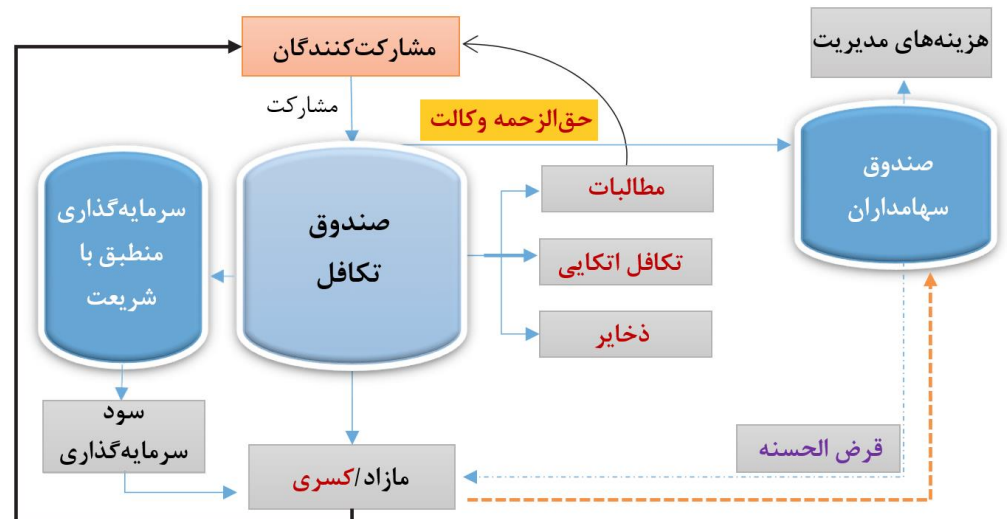 مشارکت‌کنندگان
هزینه‌های مدیریت
مشارکت
حق‌الزحمه وکالت
صندوق
سهامداران
مطالبات
سرمایه‌گذاری
منطبق با
شریعت
صندوق
تکافل
تکافل اتکایی
ذخایر
سود
سرمایه‌گذاری
قرض الحسنه
مازاد/کسری